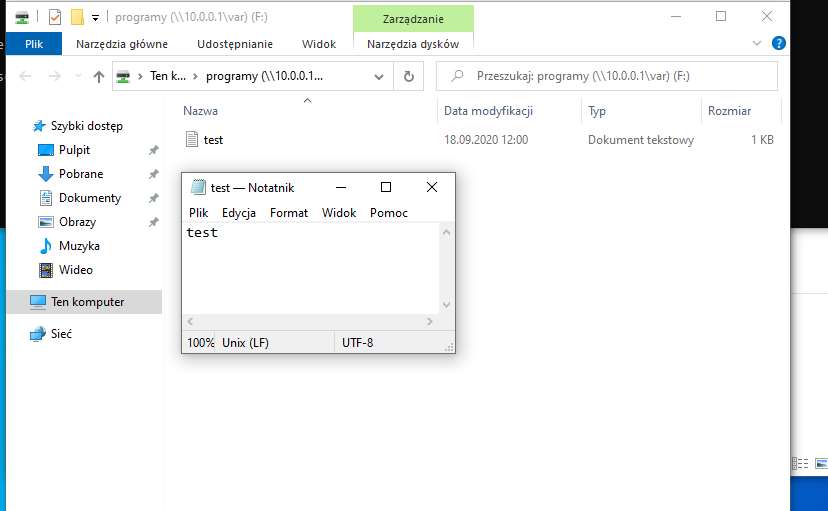 programy (\\10.0.0.1\var) (F:)
Zarządzanie
Plik
Narzędzia główne
Udostępnianie
Widok
Narzędzia dysków
Ten k...
programy (\\10.0.0.1...
Przeszukaj: programy (\\10.0.0.1\var) (F:)
Nazwa
Data modyfikacji
Typ
Rozmiar
test
18.09.2020 12:00
Dokument tekstowy
1 KB
Szybki dostęp
Pulpit
Pobrane
Dokumenty
Obrazy
Muzyka
Wideo
Ten komputer
Sieć
test — Notatnik
Plik
Edycja
Format
Widok
Pomoc
test
100%
Unix (LF)
UTF-8